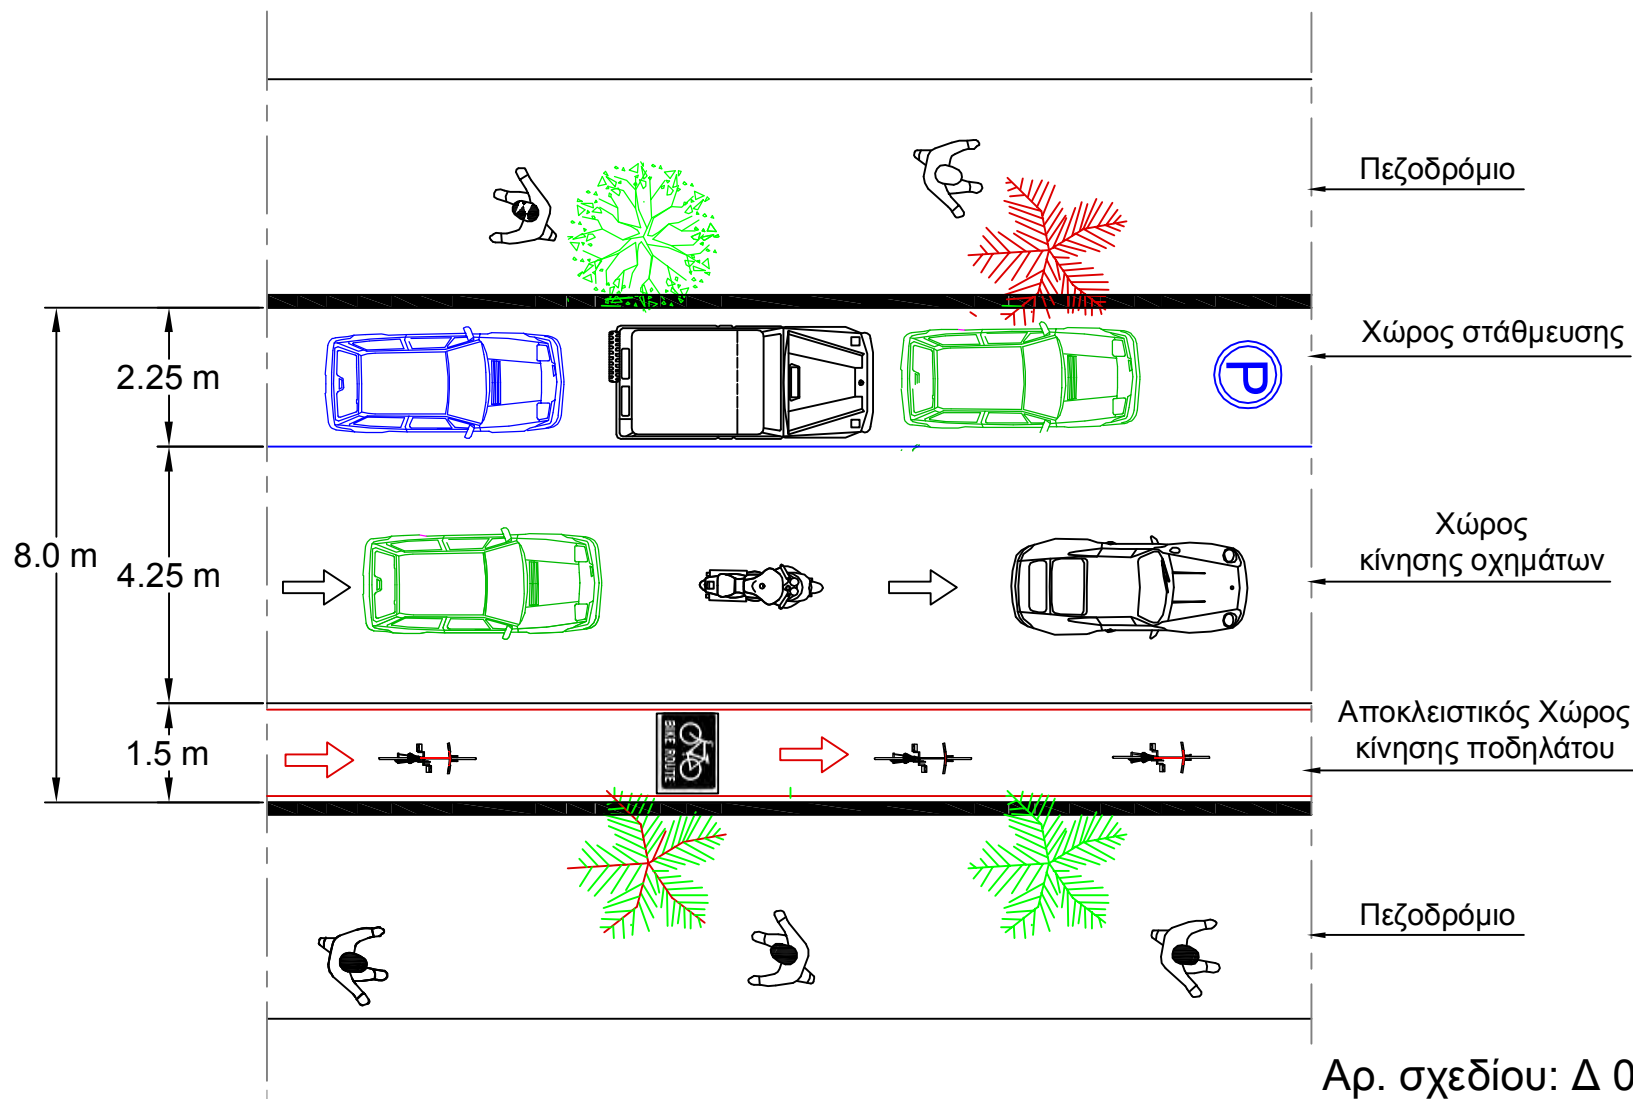 Πεζοδρόμιο
Χώρος στάθμευσης
2.25 m
P
Χώρος
κίνησης οχημάτων
8.0 m
4.25 m
Αποκλειστικός Χώρος
κίνησης ποδηλάτου
1.5 m
BIKE ROUTE
Πεζοδρόμιο
Αρ. σχεδίου: Δ 0